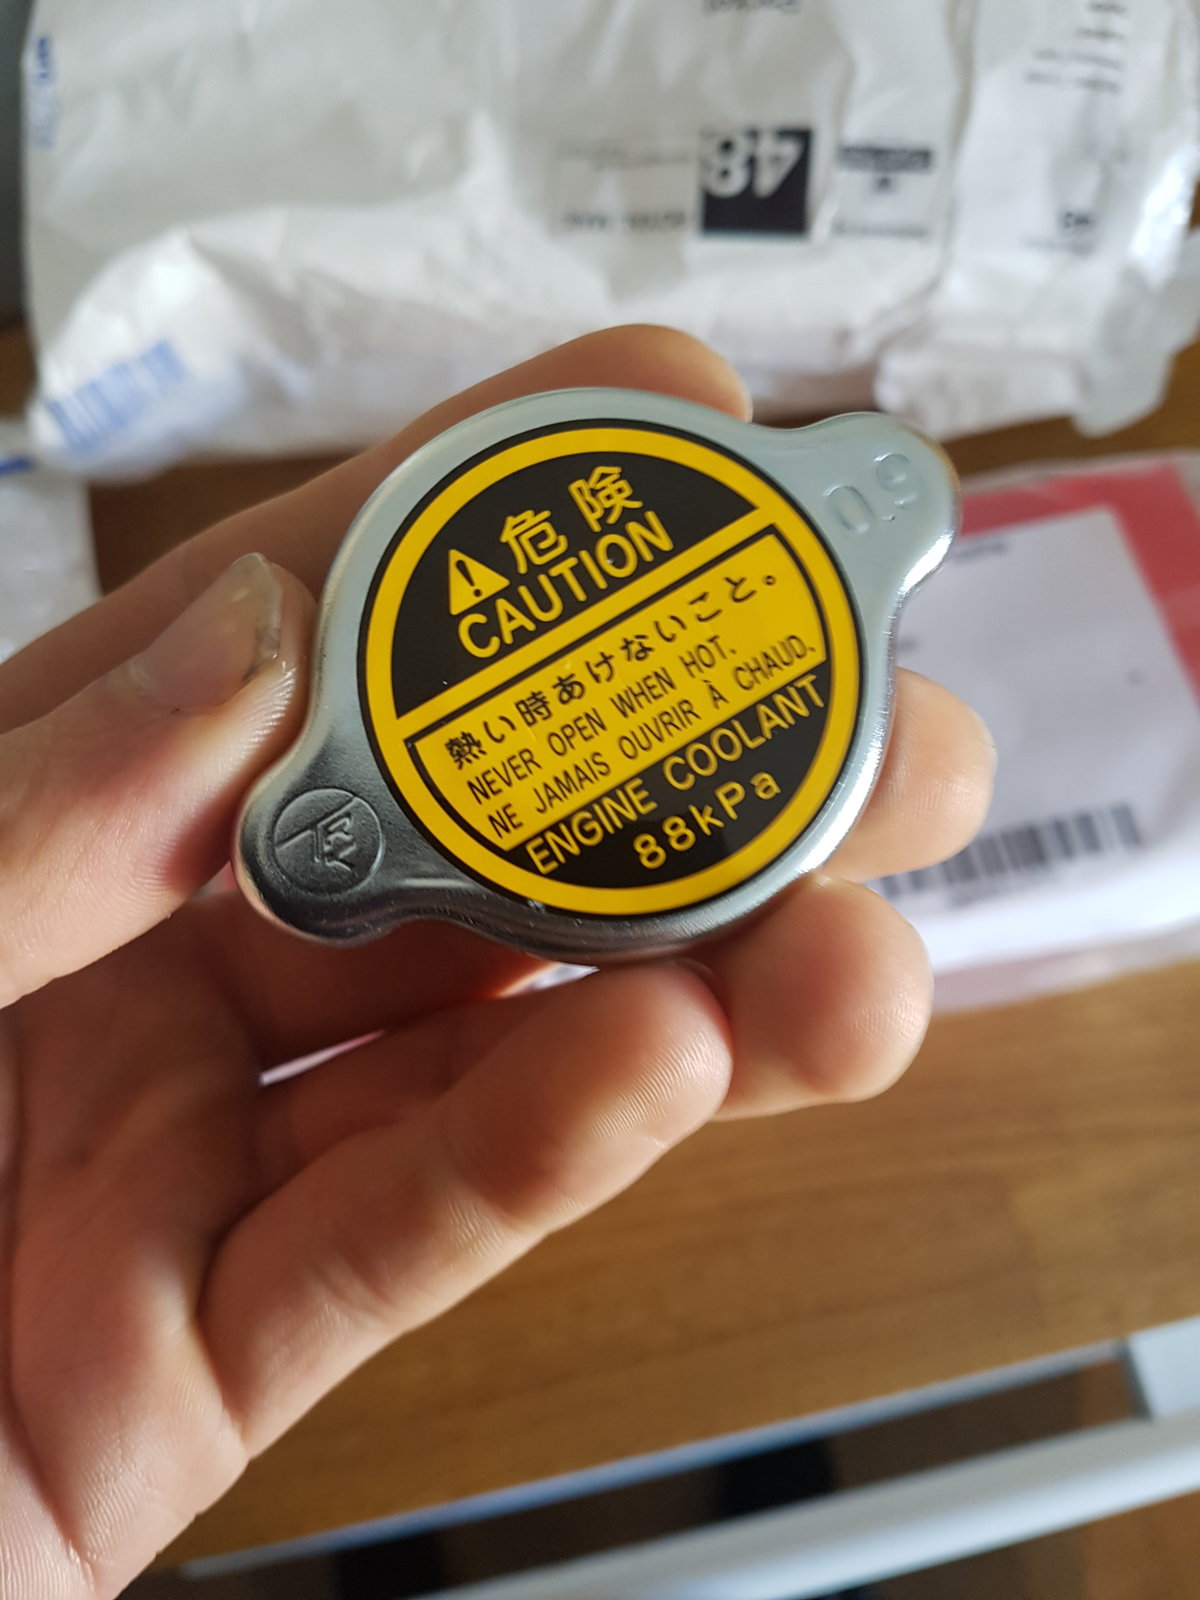 48
0.9
危険
CAUTION
熱い時あけないこと。
NEVER OPEN WHEN HOT.
NE JAMAIS OUVRIR À CHAUD.
ENGINE COOLANT
88kPa